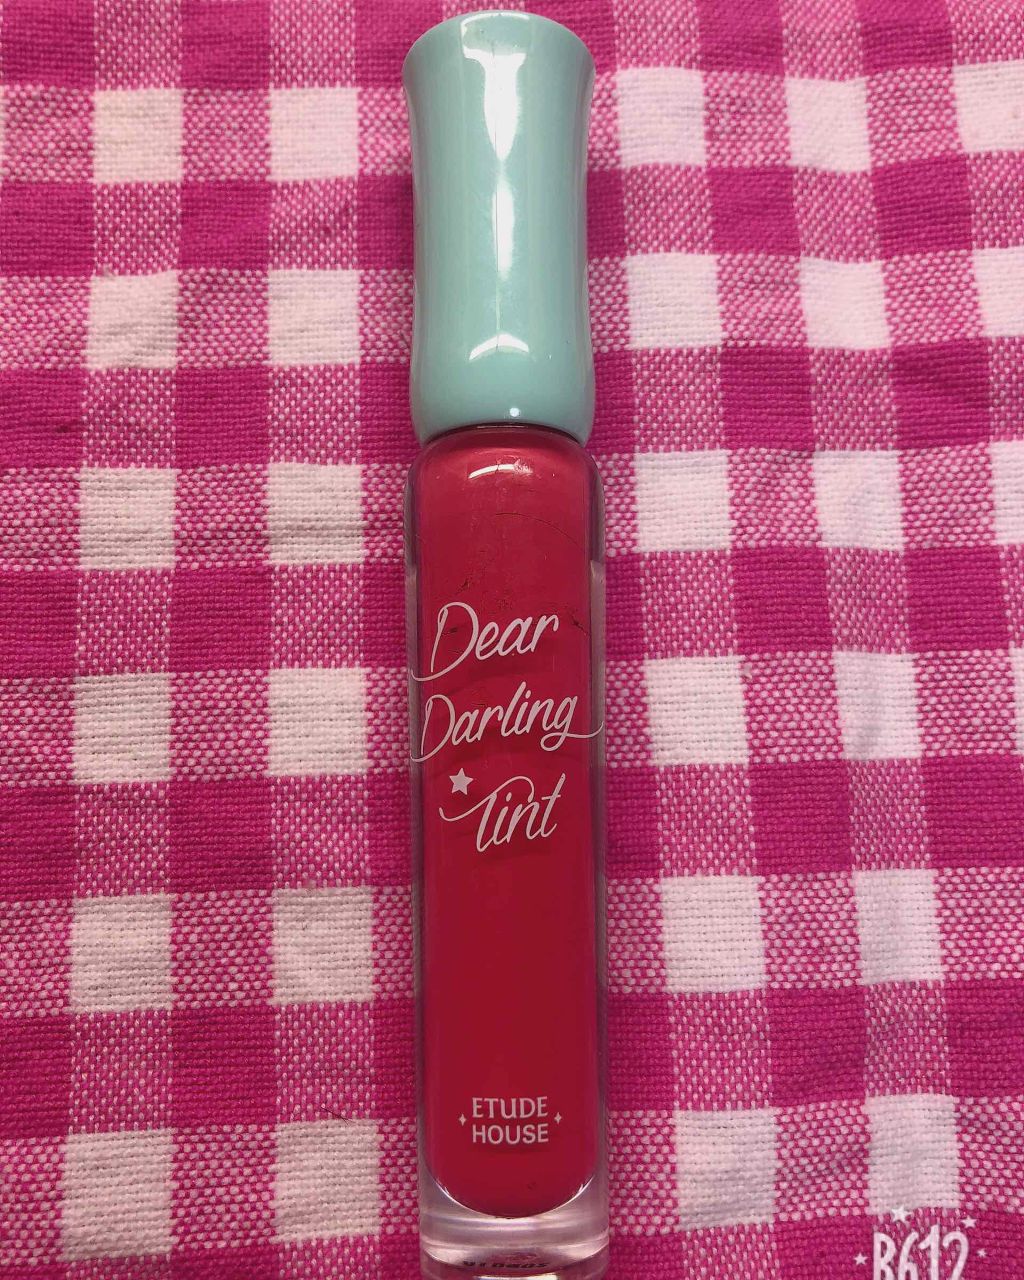 Dear
Darling
Tint
ETUDE
HOUSE
B612